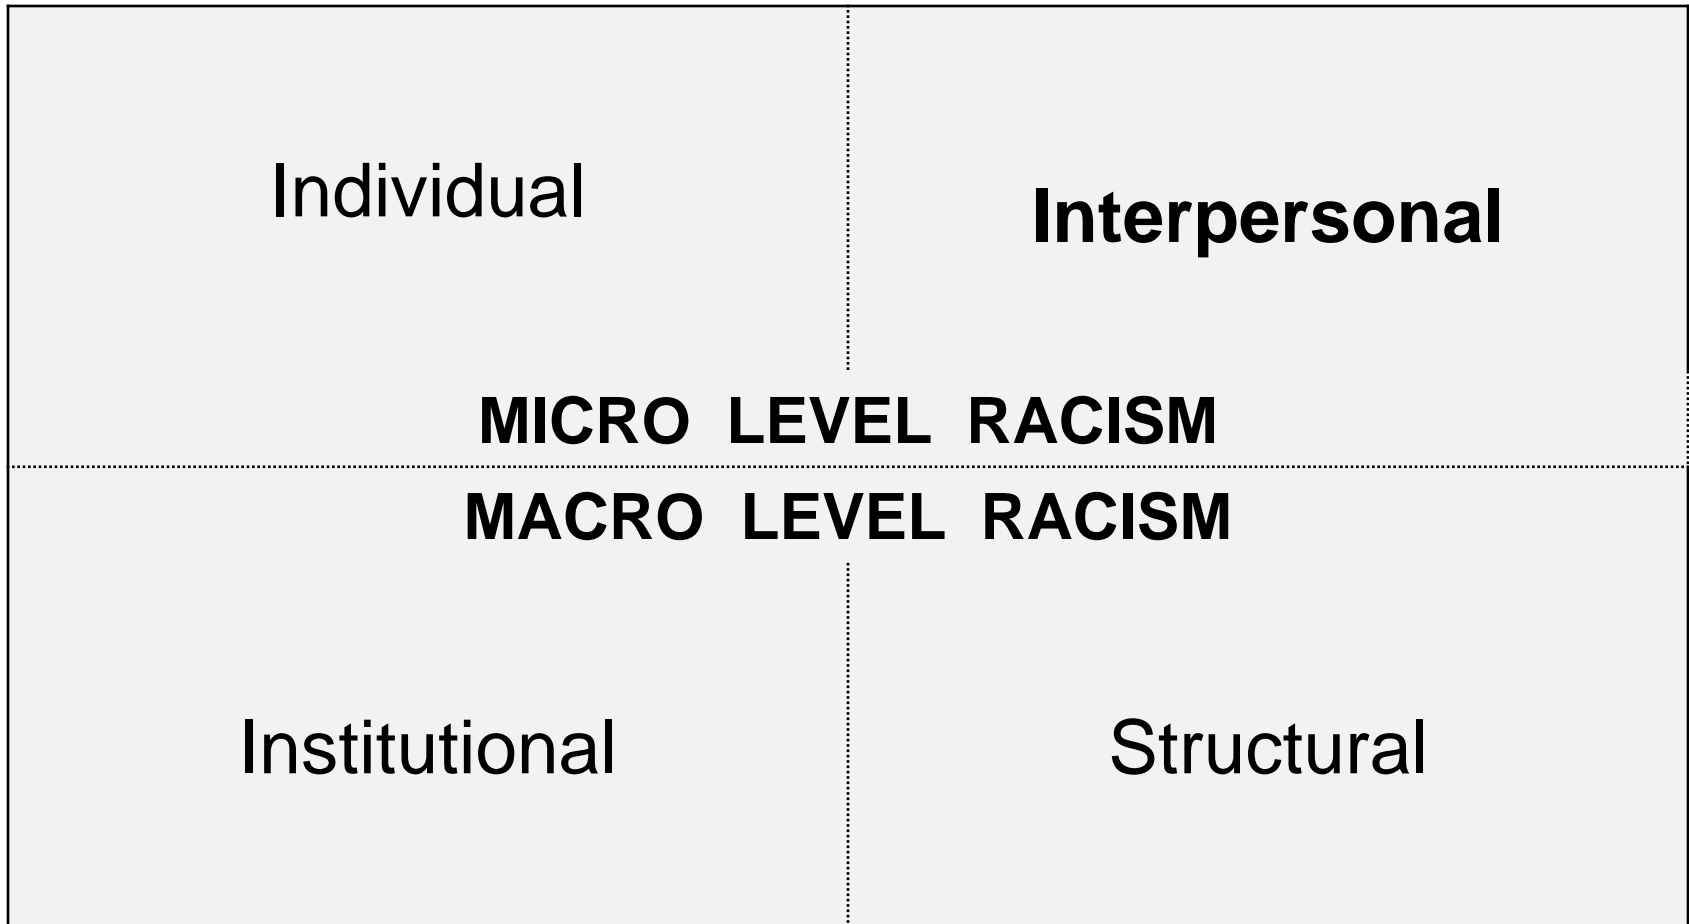 Individual
Interpersonal
MICRO LEVEL RACISM
MACRO LEVEL RACISM
Institutional
Structural